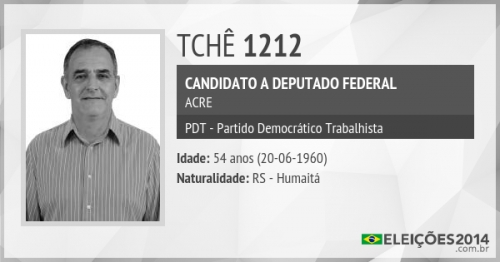 TCHÊ 1212
CANDIDATO A DEPUTADO FEDERAL
ACRE
PDT - Partido Democrático Trabalhista
Idade: 54 anos (20-06-1960)
Naturalidade: RS - Humaitá
ELEIÇÕES2014
.com.br